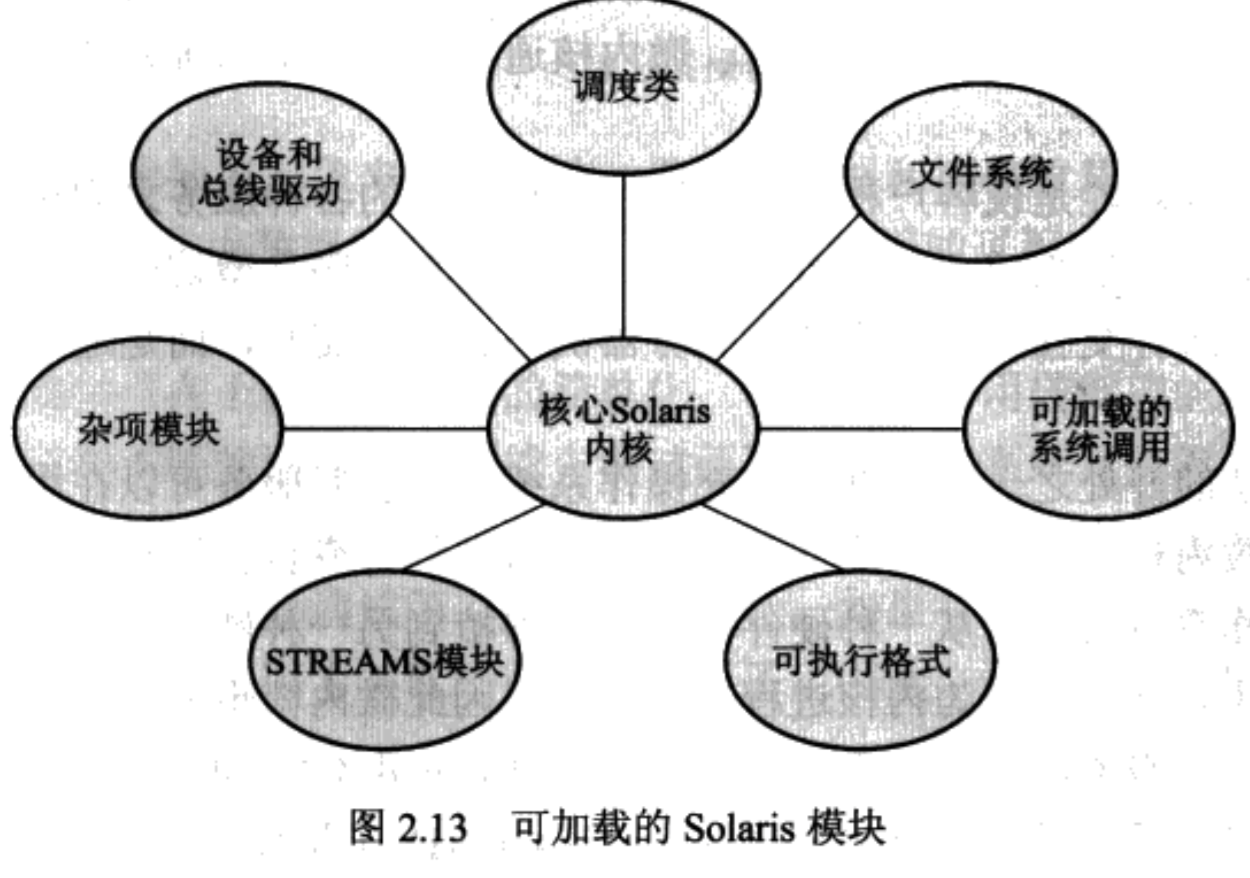 调度类
设备和
总线驱动
文件系统
杂项模块
核心Solaris
内核
可加载的
系统调用
STREAMS模块
可执行格式
图 2.13 可加载的 Solaris 模块